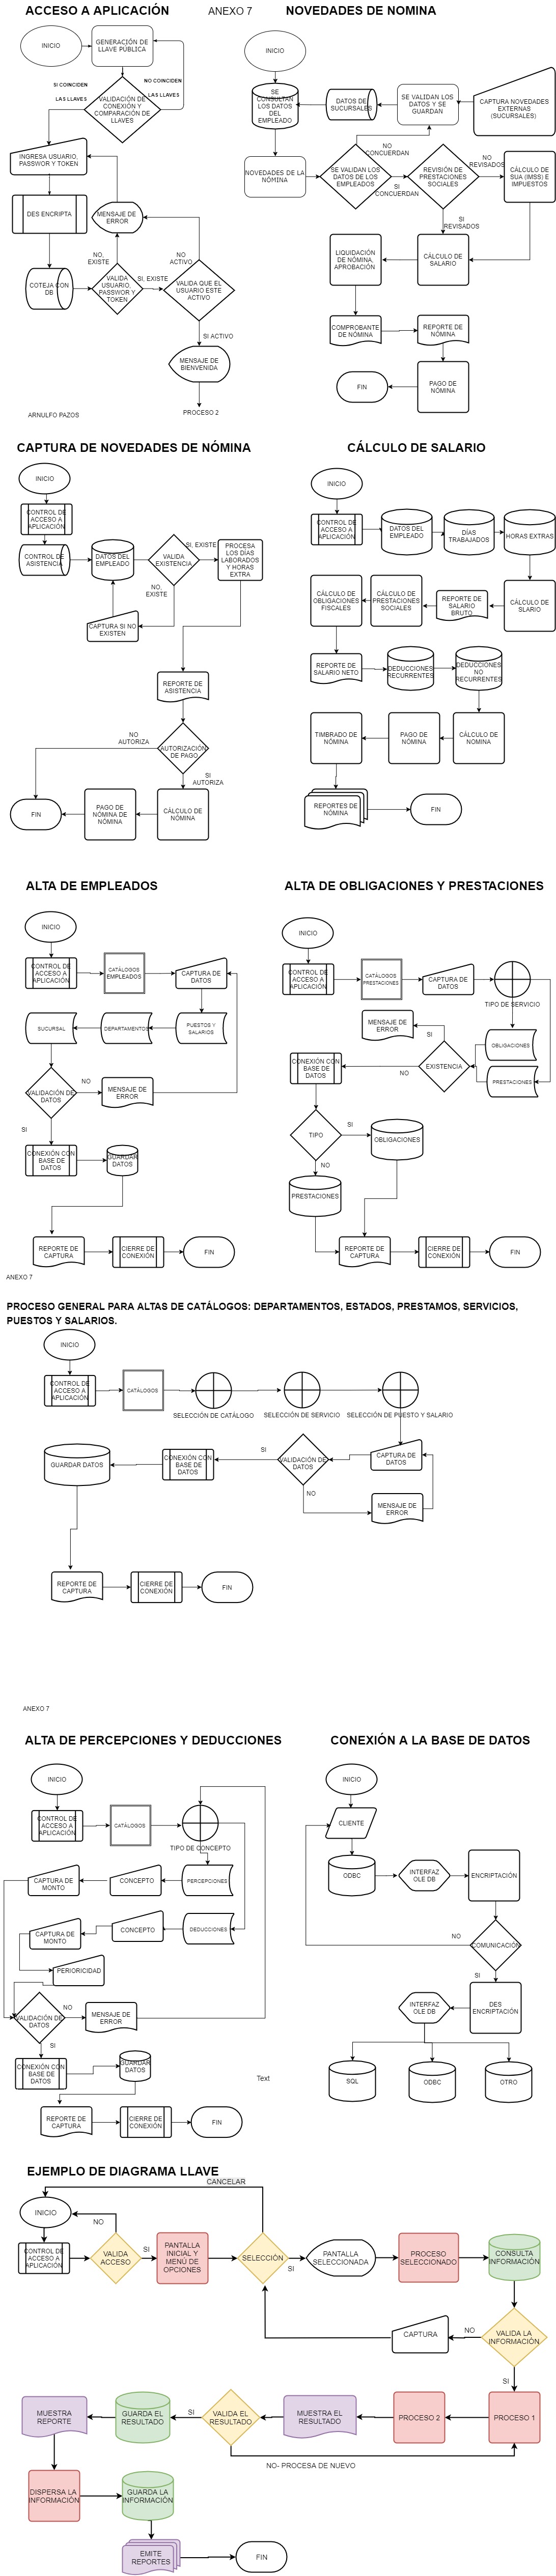 ACCESO A APLICACIÓN
ANEXO 7
NOVEDADES DE NOMINA
INICIO
GENERACIÓN DE
LLAVE PÚBLICA
SI COINCIDEN
LAS LLAVES
NO COINCIDEN
LAS LLAVES
VALIDACIÓN DE
CONEXIÓN Y
COMPARACIÓN DE
LLAVES
INGRESA USUARIO,
PASSWOR Y TOKEN
DES ENCRIPTA
MENSAJE DE
ERROR
NO,
EXISTE
SI, EXISTE
NO
ACTIVO
COTEJA CON
DB
VALIDA
USUARIO,
PASSWOR Y
TOKEN
VALIDA QUE EL
USUARIO ESTE
ACTIVO
SI ACTIVO
MENSAJE DE
BIENVENIDA
PROCESO 2
ARNULFO PAZOS
INICIO
SE
CONSULTAN
LOS DATOS
DEL
EMPLEADO
DATOS DE
SUCURSALES
SE VALIDAN LOS
DATOS Y SE
GUARDAN
CAPTURA NOVEDADES
EXTERNAS
(SUCURSALES)
NO
CONCUERDAN
NOVEDADES DE LA
NÓMINA
SE VALIDAN LOS
DATOS DE LOS
EMPLEADOS
SI
CONCUERDAN
REVISIÓN DE
PRESTACIONES
SOCIALES
NO
REVISADOS
CÁLCULO DE
SUA (IMSS) E
IMPUESTOS
SI
REVISADOS
LIQUIDACIÓN
DE NÓMINA,
APROBACIÓN
CÁLCULO DE
SALARIO
COMPROBANTE
DE NÓMINA
REPORTE DE
NÓMINA
FIN
PAGO DE
NÓMINA
CAPTURA DE NOVEDADES DE NÓMINA
CÁLCULO DE SALARIO
INICIO
CONTROL DE
ACCESO A
APLICACIÓN
CONTROL DE
ASISTENCIA
DATOS DEL
EMPLEADO
VALIDA
EXISTENCIA
SI, EXISTE
PROCESA
LOS DÍAS
LABORADOS
Y HORAS
EXTRA
NO,
EXISTE
CAPTURA SI NO
EXISTEN
REPORTE DE
ASISTENCIA
NO
AUTORIZA
AUTORIZACIÓN
DE PAGO
SI
AUTORIZA
FIN
PAGO DE
NÓMINA DE
NÓMINA
CÁLCULO DE
NÓMINA
INICIO
CONTROL DE
ACCESO A
APLICACIÓN
DATOS DEL
EMPLEADO
DÍAS
TRABAJADOS
HORAS EXTRAS
CÁLCULO DE
OBLIGACIONES
FISCALES
CÁLCULO DE
PRESTACIONES
SOCIALES
REPORTE DE
SALARIO
BRUTO
CÁLCULO DE
SLARIO
REPORTE DE
SALARIO NETO
DEDUCCIONES
RECURRENTES
DEDUCCIONES
NO
RECURRENTES
TIMBRADO DE
NÓMINA
PAGO DE
NÓMINA
CÁLCULO DE
NOMINA
REPORTES DE
NÓMINA
FIN
ALTA DE EMPLEADOS
ALTA DE OBLIGACIONES Y PRESTACIONES
INICIO
CONTROL DE
ACCESO A
APLICACIÓN
CATÁLOGOS
EMPLEADOS
CAPTURA DE
DATOS
SUCURSAL
DEPARTAMENTOS
PUESTOS Y
SALARIOS
VALIDACIÓN DE
DATOS
NO
MENSAJE DE
ERROR
SI
CONEXIÓN CON
BASE DE
DATOS
GUARDAR
DATOS
REPORTE DE
CAPTURA
CIERRE DE
CONEXIÓN
FIN
ANEXO 7
INICIO
CONTROL DE
ACCESO A
APLICACIÓN
CATÁLOGOS
PRESTACIONES
CAPTURA DE
DATOS
TIPO DE SERVICIO
MENSAJE DE
ERROR
SI
OBLIGACIONES
CONEXIÓN CON
BASE DE
DATOS
NO
EXISTENCIA
PRESTACIONES
TIPO
SI
OBLIGACIONES
NO
PRESTACIONES
REPORTE DE
CAPTURA
CIERRE DE
CONEXIÓN
FIN
PROCESO GENERAL PARA ALTAS DE CATÁLOGOS: DEPARTAMENTOS, ESTADOS, PRESTAMOS, SERVICIOS,
PUESTOS Y SALARIOS.
INICIO
CONTROL DE
ACCESO A
APLICACIÓN
CATÁLOGOS
SELECCIÓN DE CATÁLOGO
SELECCIÓN DE SERVICIO
SELECCIÓN DE PUESTO Y SALARIO
GUARDAR DATOS
CONEXIÓN CON
BASE DE
DATOS
SI
VALIDACIÓN DE
DATOS
CAPTURA DE
DATOS
NO
MENSAJE DE
ERROR
REPORTE DE
CAPTURA
CIERRE DE
CONEXIÓN
FIN
ANEXO 7
ALTA DE PERCEPCIONES Y DEDUCCIONES
CONEXIÓN A LA BASE DE DATOS
INICIO
CONTROL DE
ACCESO A
APLICACIÓN
CATÁLOGOS
TIPO DE CONCEPTO
CAPTURA DE
MONTO
CONCEPTO
PERCEPCIONES
CAPTURA DE
MONTO
CONCEPTO
DEDUCCIONES
PERIORICIDAD
VALIDACIÓN DE
DATOS
NO
MENSAJE DE
ERROR
SI
CONEXIÓN CON
BASE DE
DATOS
GUARDAR
DATOS
REPORTE DE
CAPTURA
CIERRE DE
CONEXIÓN
FIN
Text
INICIO
CLIENTE
ODBC
INTERFAZ
OLE DB
ENCRIPTACIÓN
NO
COMUNICACIÓN
SI
INTERFAZ
OLE DB
DES
ENCRIPTACIÓN
SQL
ODBC
OTRO
EJEMPLO DE DIAGRAMA LLAVE
CANCELAR
INICIO
NO
CONTROL DE
ACCESO A
APLICACIÓN
VALIDA
ACCESO
SI
PANTALLA
INICIAL Y
MENÚ DE
OPCIONES
SELECCIÓN
SI
PANTALLA
SELECCIONADA
PROCESO
SELECCIONADO
CONSULTA
INFORMACIÓN
CAPTURA
NO
VALIDA LA
INFORMACIÓN
SI
MUESTRA
REPORTE
GUARDA EL
RESULTADO
SI
VALIDA EL
RESULTADO
MUESTRA EL
RESULTADO
PROCESO 2
PROCESO 1
NO- PROCESA DE NUEVO
DISPERSA LA
INFORMACIÓN
GUARDA LA
INFORMACIÓN
EMITE
REPORTES
FIN